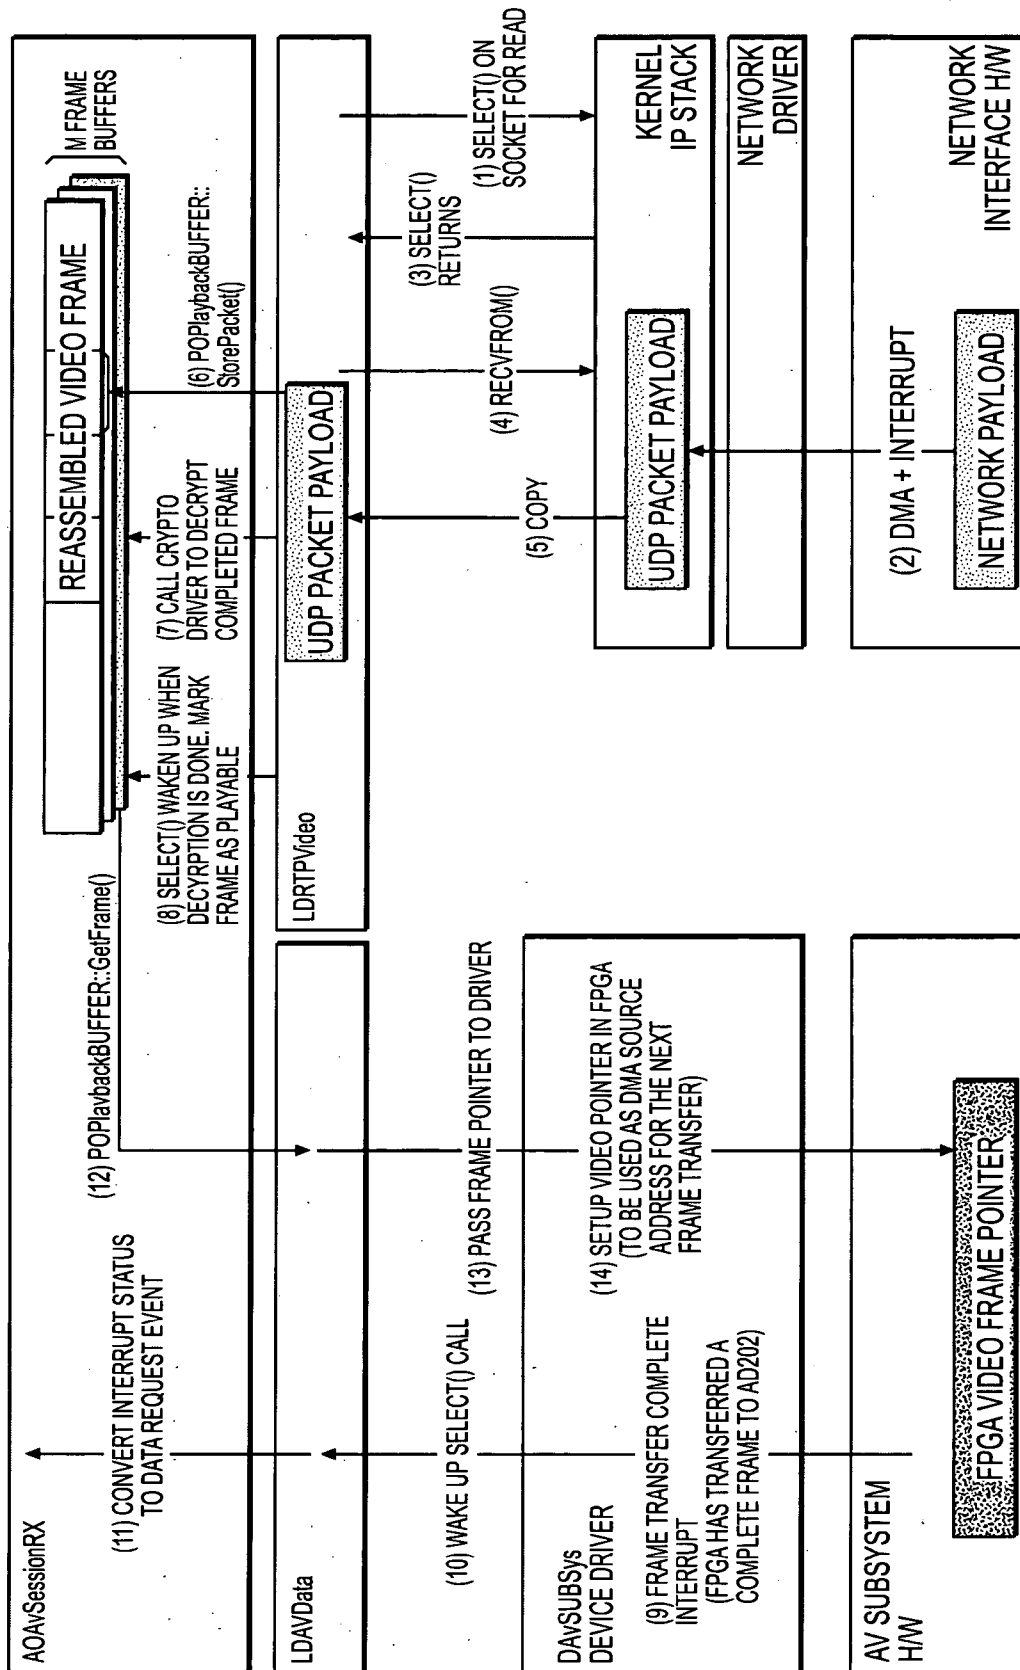 AOAvSessionRX
(11) CONVERT INTERRUPT STATUS
TO DATA REQUEST EVENT
(12) POPlavbackBUFFER::GetFrame()
REASSEMBLED VIDEO FRAME
M FRAME
BUFFERS
(8) SELECT() WAKEN UP WHEN
DECYRPTION IS DONE. MARK
FRAME AS PLAYABLE
(7) CALL CRYPTO
DRIVER TO DECRYPT
COMPLETED FRAME
(6) POPlaybackBUFFER::
StorePacket()
LDAVData
LDRTPVideo
UDP PACKET PAYLOAD
(10) WAKE UP SELECT() CALL
(13) PASS FRAME POINTER TO DRIVER
(5) COPY
(4) RECVFROM()
(3) SELECT()
RETURNS
(1) SELECT() ON
SOCKET FOR READ
DAvSUBSys
DEVICE DRIVER
(9) FRAME TRANSFER COMPLETE
INTERRUPT
(FPGA HAS TRANSFERRED A
COMPLETE FRAME TO AD202)
(14) SETUP VIDEO POINTER IN FPGA
(TO BE USED AS DMA SOURCE
ADDRESS FOR THE NEXT
FRAME TRANSFER)
UDP PACKET PAYLOAD
KERNEL
IP STACK
NETWORK
DRIVER
AV SUBSYSTEM
H/W
FPGA VIDEO FRAME POINTER
(2) DMA + INTERRUPT
NETWORK PAYLOAD
NETWORK
INTERFACE H/W